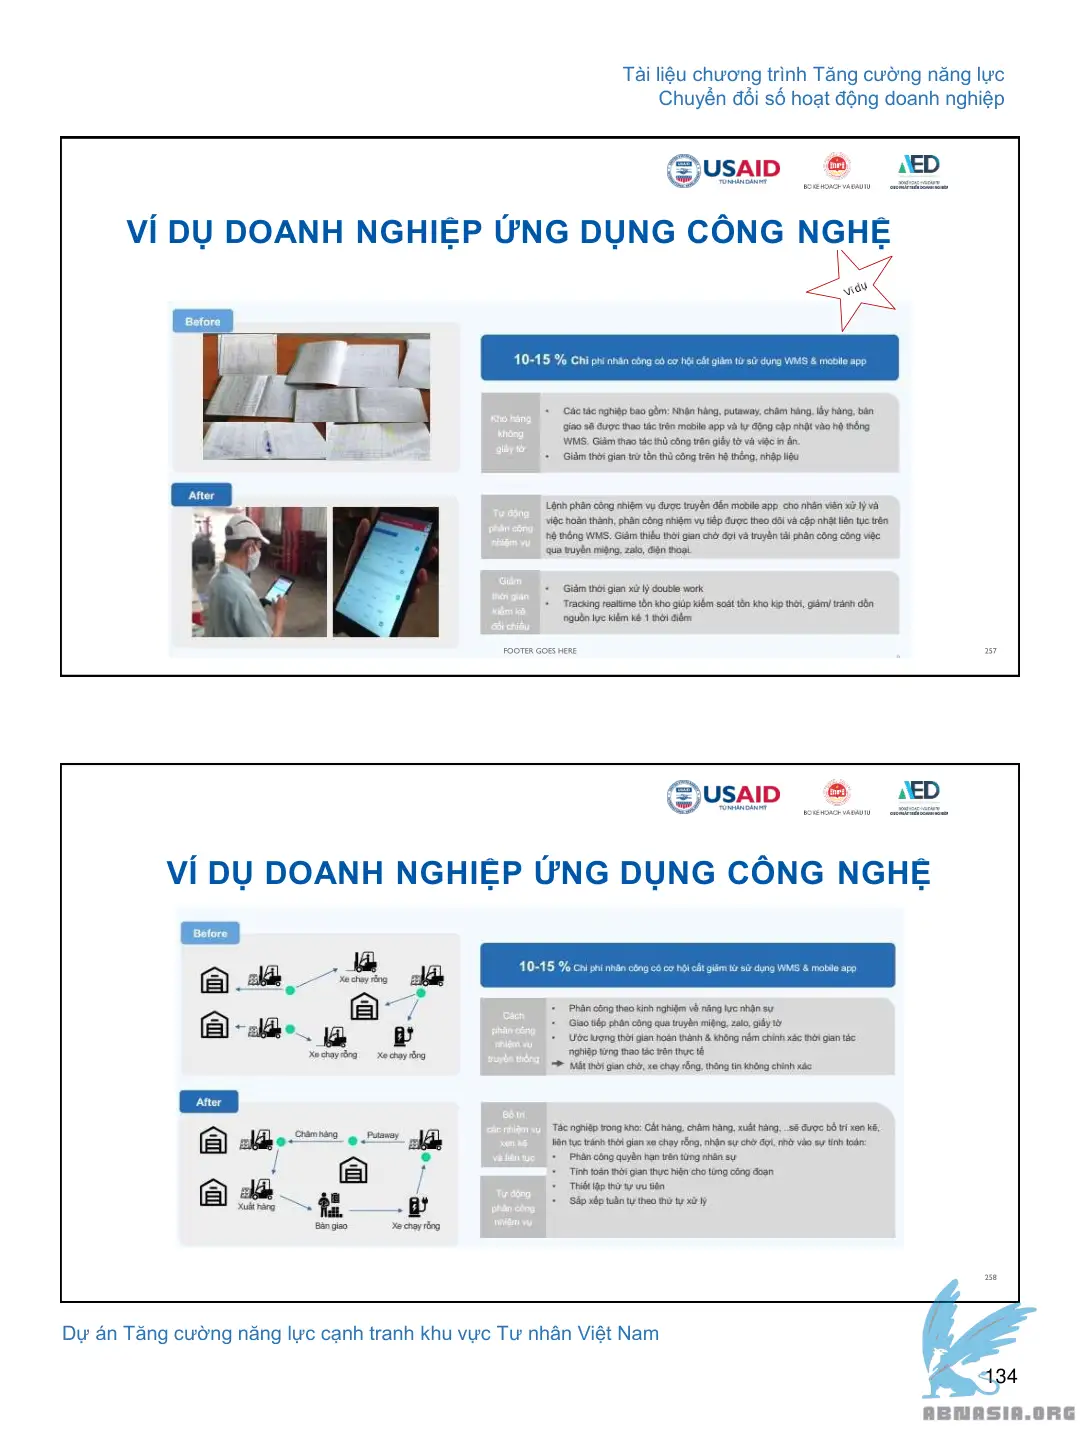 Tài liệu chương trình Tăng cường năng lực
Chuyển đổi số hoạt động doanh nghiệp
USAID
TỪ NHÂN DÂN MỸ
BỘ KẾ HOẠCH VÀ ĐẦU TƯ
AED
VÍ DỤ DOANH NGHIỆP ỨNG DỤNG CÔNG NGHỆ
Ví dụ
Before
10-15 % Chi phí nhân công có cơ hội cắt giảm từ sử dụng WMS & mobile app
Kho hàng
không
giấy tờ
• Các tác nghiệp bao gồm: Nhận hàng, putaway, châm hàng, lấy hàng, bàn
giao sẽ được thao tác trên mobile app và tự động cập nhật vào hệ thống
WMS. Giảm thao tác thủ công trên giấy tờ và việc in ấn.
• Giảm thời gian trừ tồn thủ công trên hệ thống, nhập liệu
After
Tự động
phân công
nhiệm vụ
Lệnh phân công nhiệm vụ được truyền đến mobile app cho nhân viên xử lý và
việc hoàn thành, phân công nhiệm vụ tiếp được theo dõi và cập nhật liên tục trên
hệ thống WMS. Giảm thiểu thời gian chờ đợi và truyền tải phân công công việc
qua truyền miệng, zalo, điện thoại.
Giảm
thời gian
kiểm kê
đối chiếu
• Giảm thời gian xử lý double work
• Tracking realtime tồn kho giúp kiểm soát tồn kho kịp thời, giảm/ tránh dồn
nguồn lực kiểm kê 1 thời điểm
FOOTER GOES HERE
257
USAID
TỪ NHÂN DÂN MỸ
BỘ KẾ HOẠCH VÀ ĐẦU TƯ
AED
VÍ DỤ DOANH NGHIỆP ỨNG DỤNG CÔNG NGHỆ
Before
Xe chạy rỗng
Xe chạy rỗng
Xe chạy rỗng
10-15 % Chi phí nhân công có cơ hội cắt giảm từ sử dụng WMS & mobile app
Cách
phân công
nhiệm vụ
truyền thống
• Phân công theo kinh nghiệm về năng lực nhận sự
• Giao tiếp phân công qua truyền miệng, zalo, giấy tờ
• Ước lượng thời gian hoàn thành & không nắm chính xác thời gian tác
nghiệp từng thao tác trên thực tế
Mất thời gian chờ, xe chạy rỗng, thông tin không chính xác
After
Châm hàng
Putaway
Xuất hàng
Bàn giao
Xe chạy rỗng
Bố trí
các nhiệm vụ
xen kẽ
và liên tục
Tự động
phân công
nhiệm vụ
Tác nghiệp trong kho: Cất hàng, châm hàng, xuất hàng, ..sẽ được bố trí xen kẽ,
liên tục tránh thời gian xe chạy rỗng, nhận sự chờ đợi, nhờ vào sự tính toán:
• Phân công quyền hạn trên từng nhân sự
• Tính toán thời gian thực hiện cho từng công đoạn
• Thiết lập thứ tự ưu tiên
• Sắp xếp tuần tự theo thứ tự xử lý
258
Dự án Tăng cường năng lực cạnh tranh khu vực Tư nhân Việt Nam
134
ABNASIA.ORG